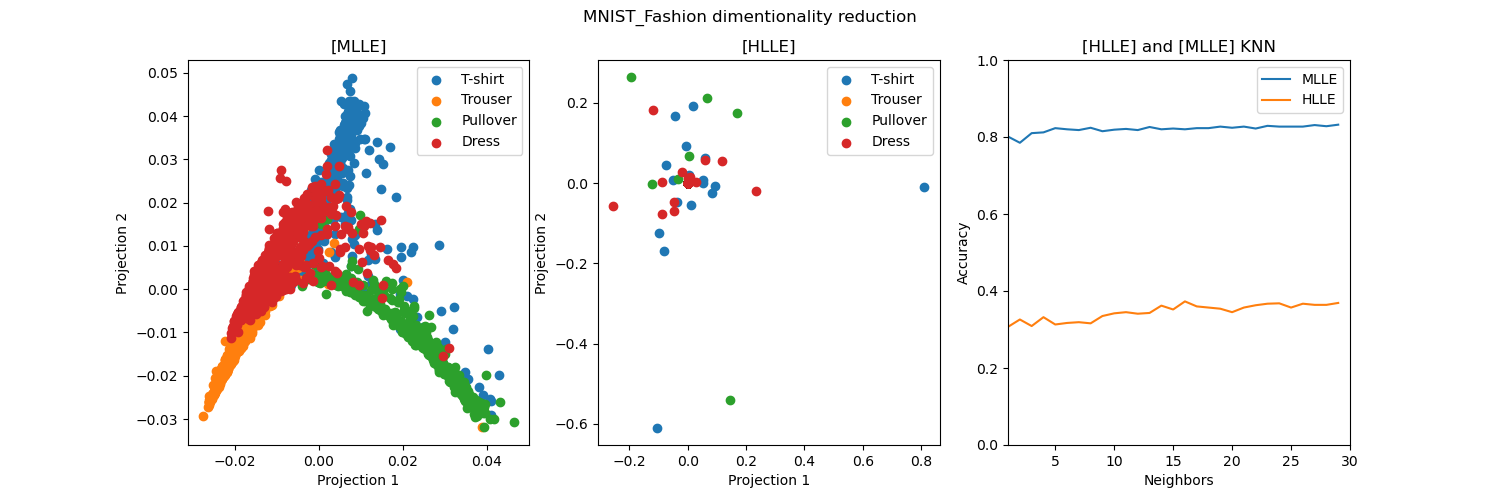 MNIST_Fashion dimentionality reduction
[MLLE]
T-shirt
Trouser
Pullover
Dress
0.05
0.04
0.03
0.02
0.01
0.00
−0.01
−0.02
−0.03
Projection 2
−0.02
0.00
0.02
0.04
Projection 1
[HLLE]
T-shirt
Trouser
Pullover
Dress
0.2
0.0
−0.2
−0.4
−0.6
Projection 2
−0.2
0.0
0.2
0.4
0.6
0.8
Projection 1
[HLLE] and [MLLE] KNN
MLLE
HLLE
1.0
0.8
0.6
0.4
0.2
0.0
Accuracy
5
10
15
20
25
30
Neighbors